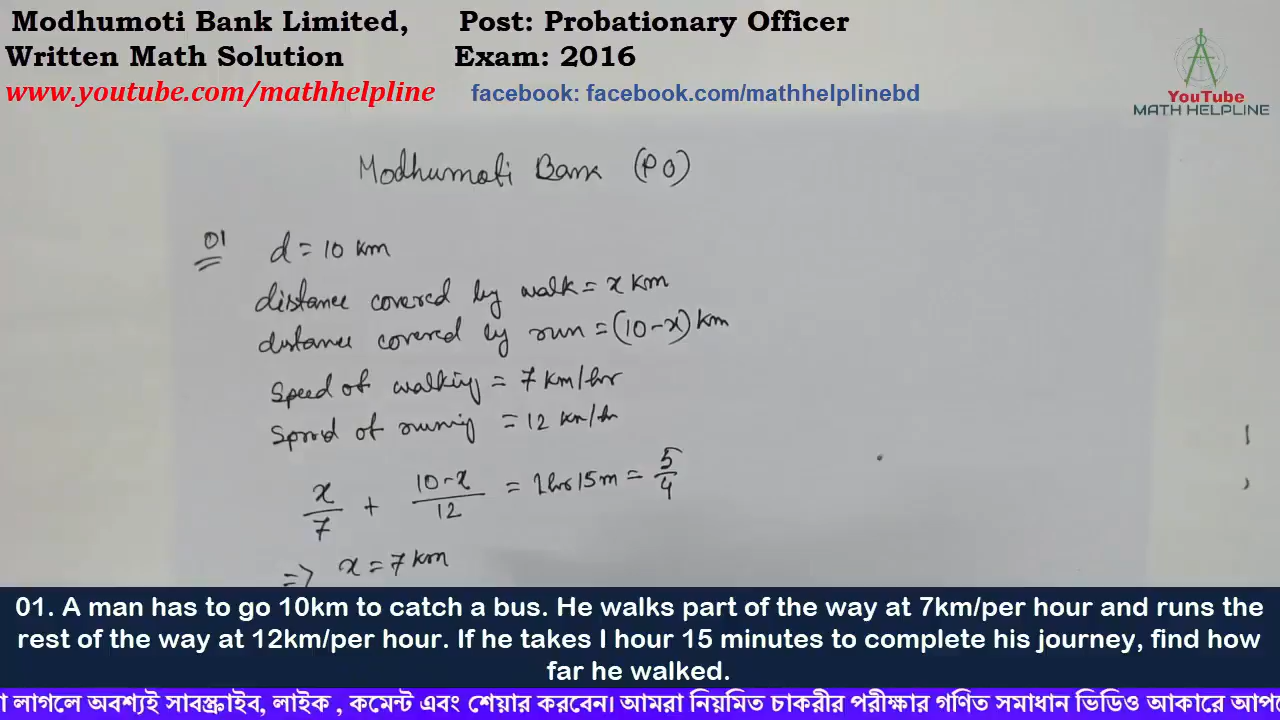 Modhumoti Bank Limited, Post: Probationary Officer
Written Math Solution Exam: 2016
www.youtube.com/mathhelpline facebook: facebook.com/mathhelplinebd
YouTube
MATH HELPLINE
Modhumoti Bank (PO)
01 d = 10 km
distance covered by walk = x km
distance covered by run = (10-x) km
Speed of walking = 7 km/hr
Speed of runing = 12 km/hr
x/7 + 10-x/12 = 1 hrs 15 m = 5/4
=> x = 7 km
01. A man has to go 10km to catch a bus. He walks part of the way at 7km/per hour and runs the
rest of the way at 12km/per hour. If he takes I hour 15 minutes to complete his journey, find how
far he walked.
লাগলে অবশ্যই সাবস্ক্রাইব, লাইক , কমেন্ট এবং শেয়ার করবেন। আমরা নিয়মিত চাকরীর পরীক্ষার গণিত সমাধান ভিডিও আকারে